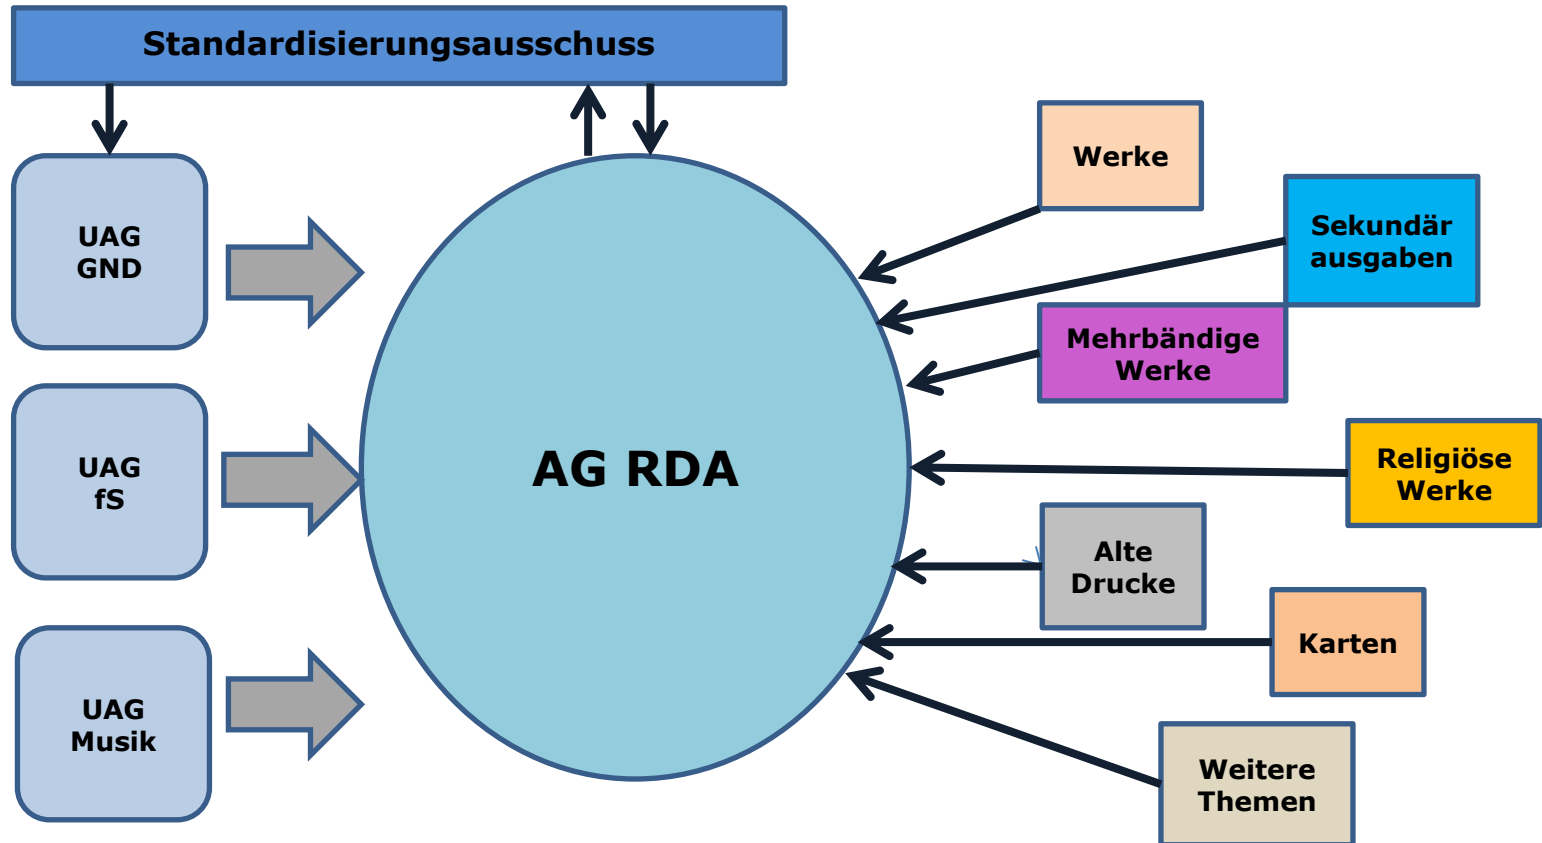 Standardisierungsausschuss
UAG
GND
UAG
fS
UAG
Musik
AG RDA
Werke
Sekundär
ausgaben
Mehrbändige
Werke
Religiöse
Werke
Alte
Drucke
Karten
Weitere
Themen